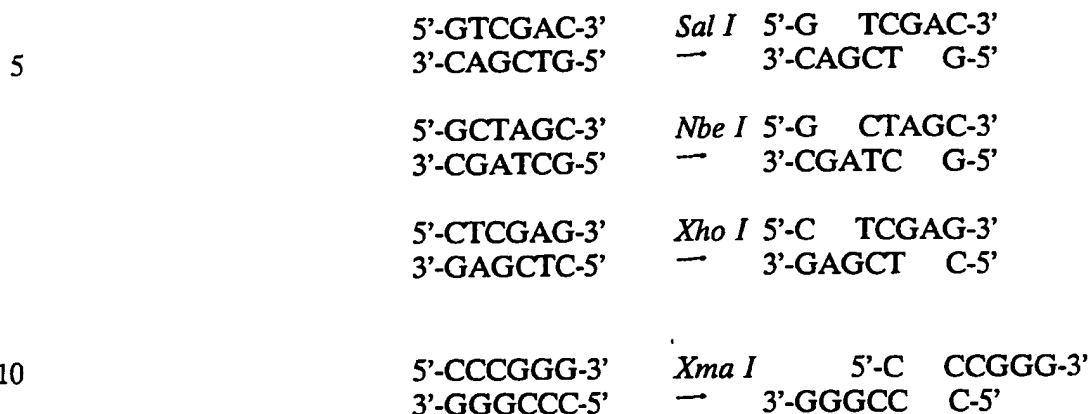 5'-GTCGAC-3' Sal I 5'-G TCGAC-3'
5 3'-CAGCTG-5' → 3'-CAGCT G-5'
5'-GCTAGC-3' Nbe I 5'-G CTAGC-3'
3'-CGATCG-5' → 3'-CGATC G-5'
5'-CTCGAG-3' Xho I 5'-C TCGAG-3'
3'-GAGCTC-5' → 3'-GAGCT C-5'
10 5'-CCCGGG-3' Xma I 5'-C CCGGG-3'
3'-GGGCCC-5' → 3'-GGGCC C-5'